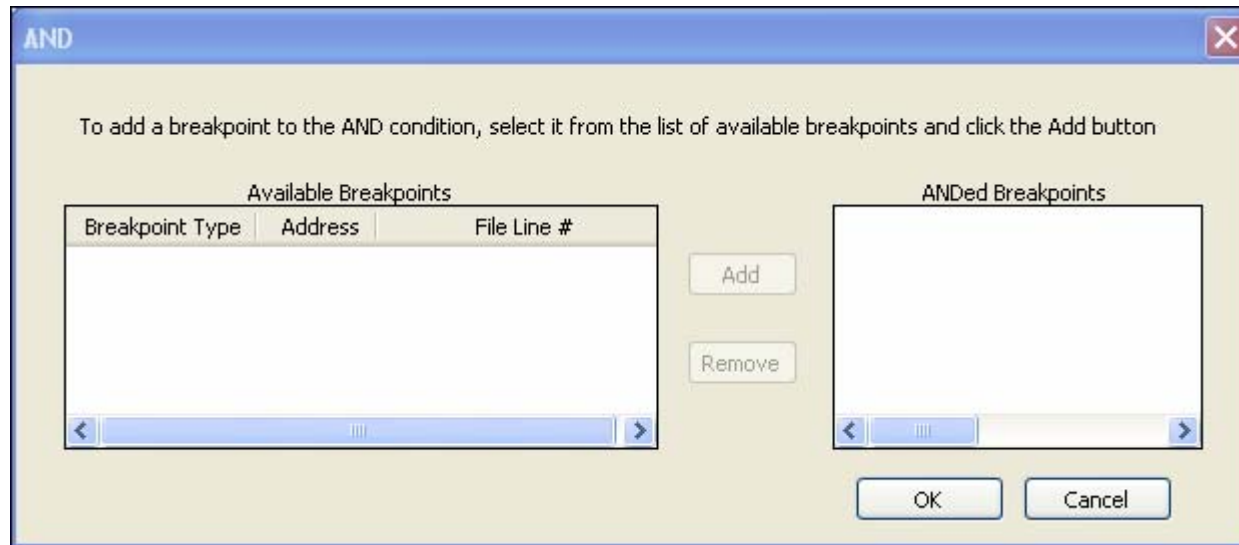 AND
To add a breakpoint to the AND condition, select it from the list of available breakpoints and click the Add button
Available Breakpoints
ANDed Breakpoints
Breakpoint Type Address File Line #
Add
Remove
OK Cancel